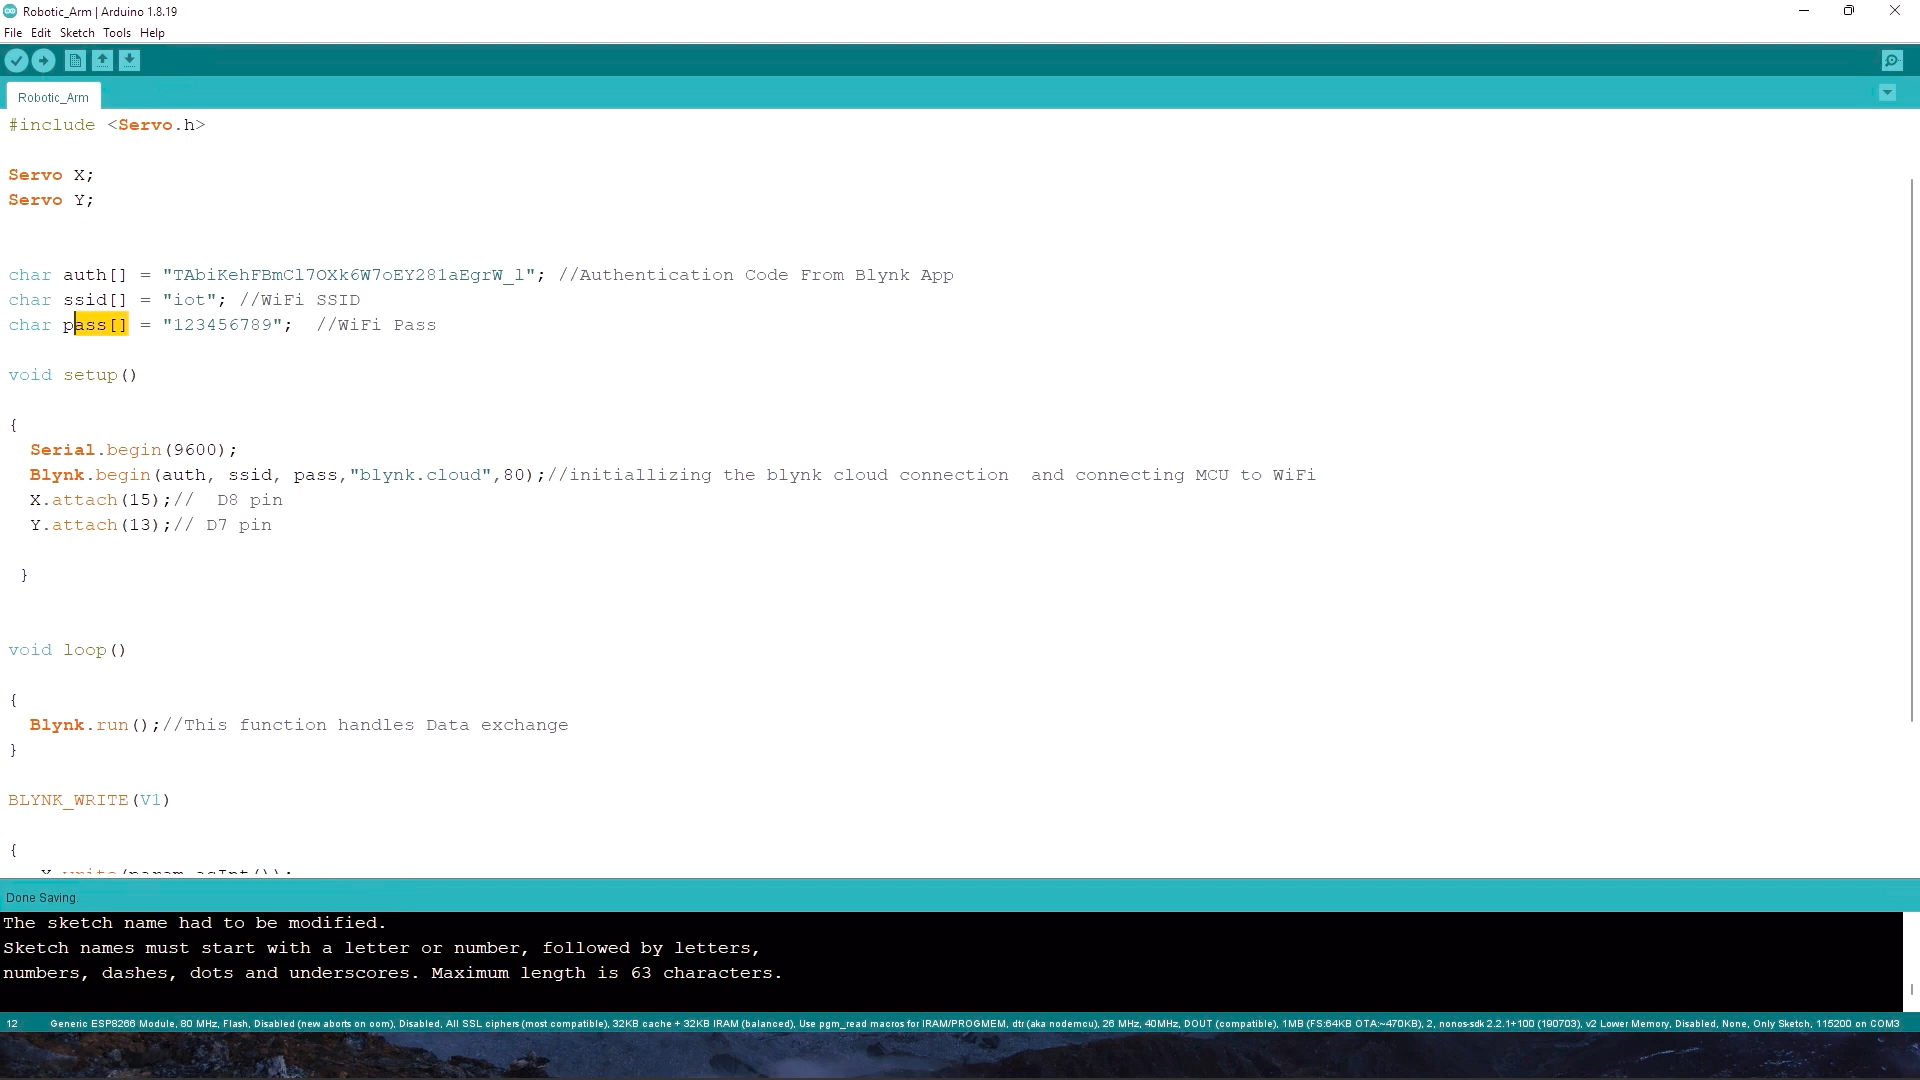 Robotic_Arm | Arduino 1.8.19
File Edit Sketch Tools Help
Robotic_Arm
#include <Servo.h>
Servo X;
Servo Y;
char auth[] = "TAbiKehFBmCl7OXk6W7oEY281aEgrW_l"; //Authentication Code From Blynk App
char ssid[] = "iot"; //WiFi SSID
char pass[] = "123456789";  //WiFi Pass
void setup()
{
Serial.begin(9600);
Blynk.begin(auth, ssid, pass,"blynk.cloud",80);//initiallizing the blynk cloud connection  and connecting MCU to WiFi
X.attach(15);//  D8 pin
Y.attach(13);// D7 pin
}
void loop()
{
Blynk.run();//This function handles Data exchange
}
BLYNK_WRITE(V1)
{
Done Saving.
The sketch name had to be modified.
Sketch names must start with a letter or number, followed by letters,
numbers, dashes, dots and underscores. Maximum length is 63 characters.
12 Generic ESP8266 Module, 80 MHz, Flash, Disabled (new aborts on oom), Disabled, All SSL ciphers (most compatible), 32KB cache + 32KB IRAM (balanced), Use pgm_read macros for IRAM/PROGMEM, dtr (aka nodemcu), 26 MHz, 40MHz, DOUT (compatible), 1MB (FS:64KB OTA:~470KB), 2, nonos-sdk 2.2.1+100 (190703), v2 Lower Memory, Disabled, None, Only Sketch, 115200 on COM3